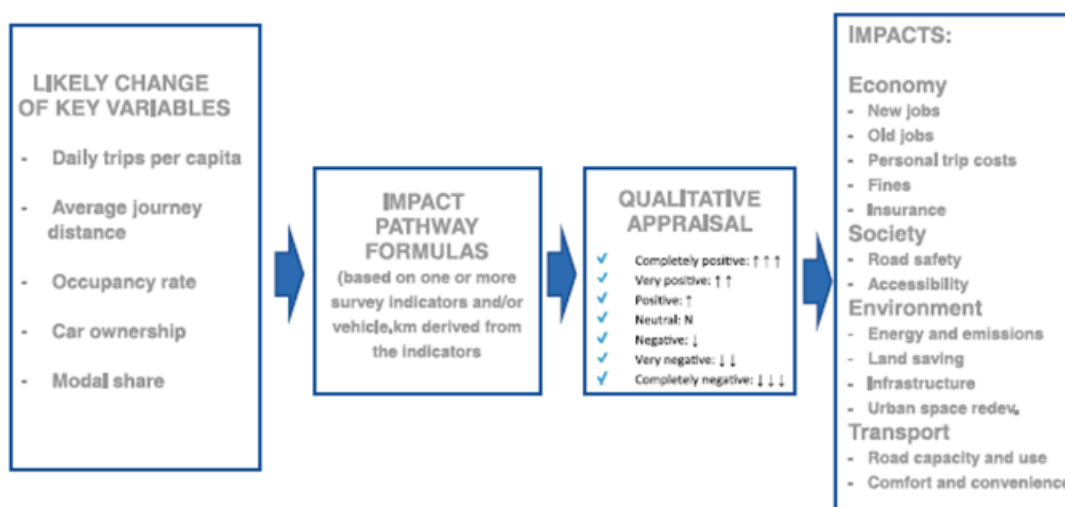 LIKELY CHANGE
OF KEY VARIABLES
- Daily trips per capita
- Average journey
distance
- Occupancy rate
- Car ownership
- Modal share
IMPACT
PATHWAY
FORMULAS
(based on one or more
survey indicators and/or
vehicle.km derived from
the indicators
QUALITATIVE
APPRAISAL
✓ Completely positive: ↑ ↑ ↑
✓ Very positive: ↑ ↑
✓ Positive: ↑
✓ Neutral: N
✓ Negative: ↓
✓ Very negative: ↓ ↓
✓ Completely negative: ↓ ↓ ↓
IMPACTS:
Economy
- New jobs
- Old jobs
- Personal trip costs
- Fines
- Insurance
Society
- Road safety
- Accessibility
Environment
- Energy and emissions
- Land saving
- Infrastructure
- Urban space redev.
Transport
- Road capacity and use
- Comfort and convenience